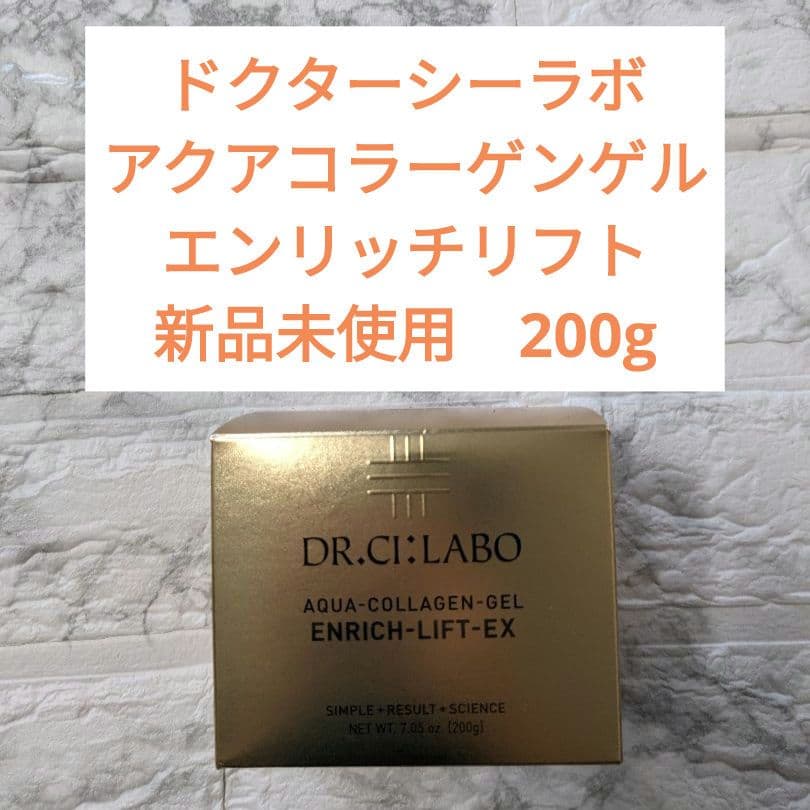 ドクターシーラボ
アクアコラーゲンゲル
エンリッチリフト
新品未使用　200g
DR.CI:LABO
AQUA-COLLAGEN-GEL
ENRICH-LIFT-EX
SIMPLE+RESULT+SCIENCE
NET WT. 7.05 oz. [200g]